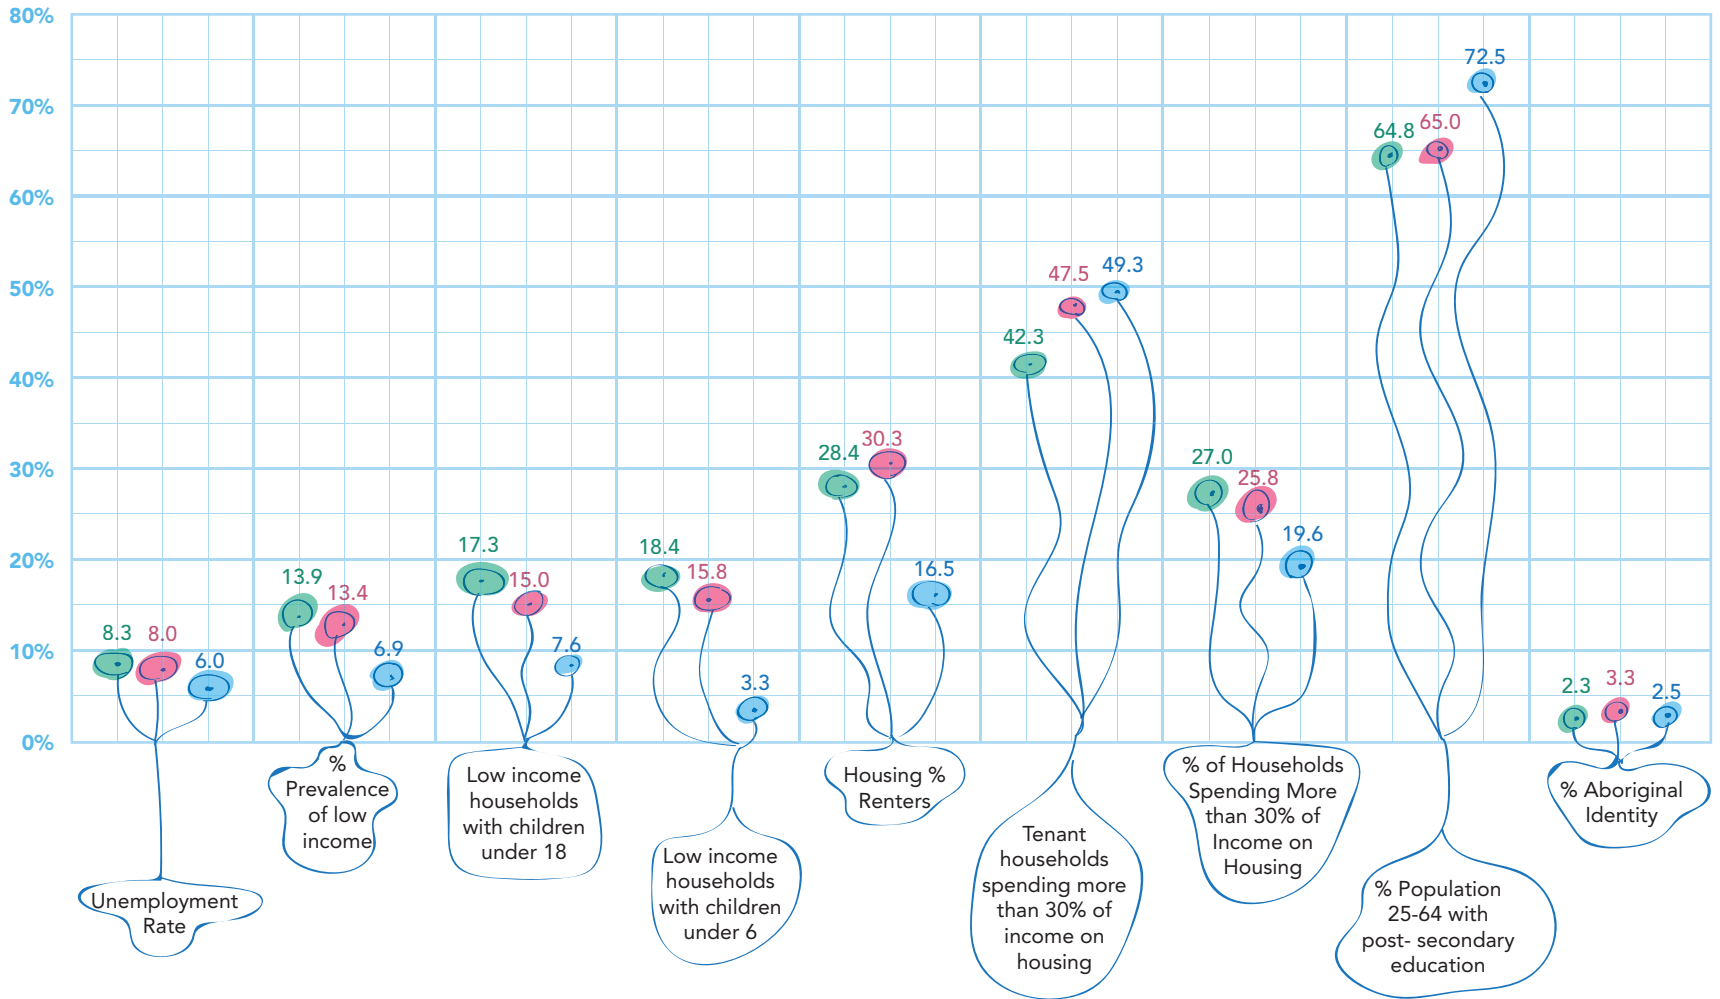 80%
70%
60%
50%
40%
30%
20%
10%
0%
8.3
8.0
6.0
13.9
13.4
6.9
17.3
15.0
7.6
18.4
15.8
3.3
28.4
30.3
16.5
42.3
47.5
49.3
27.0
25.8
19.6
64.8
65.0
72.5
2.3
3.3
2.5
Unemployment
Rate
%
Prevalence
of low
income
Low income
households
with children
under 18
Low income
households
with children
under 6
Housing %
Renters
Tenant
households
spending more
than 30% of
income on
housing
% of Households
Spending More
than 30% of
Income on
Housing
% Population
25-64 with
post- secondary
education
% Aboriginal
Identity